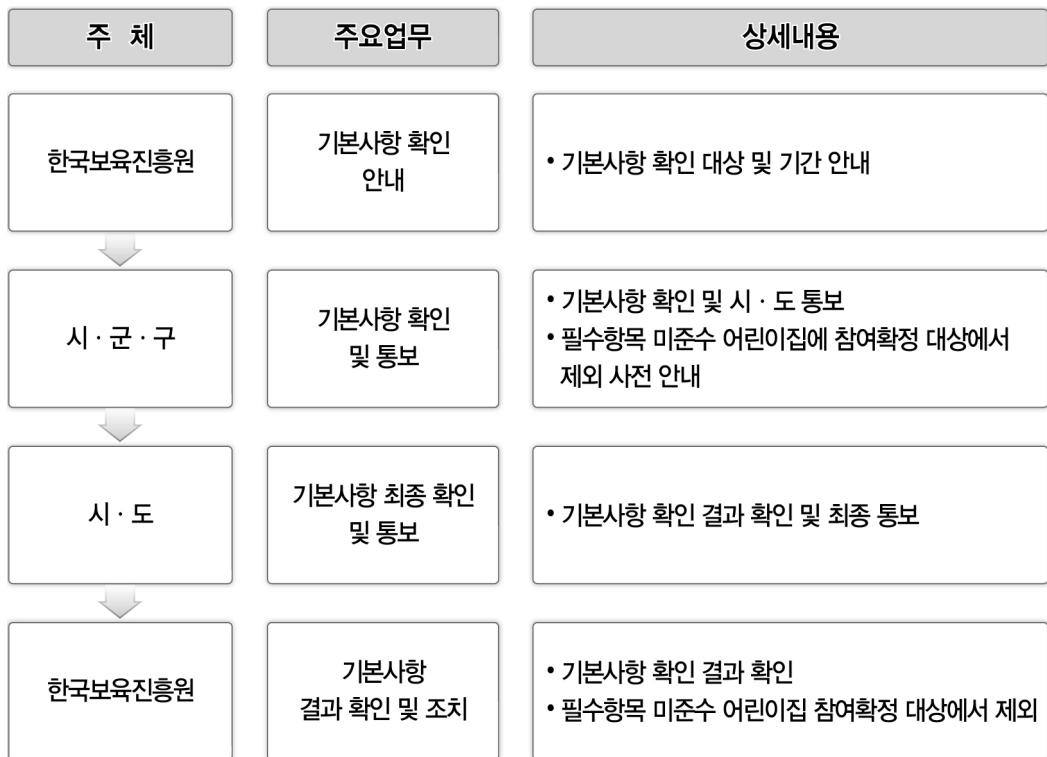 주 체
주요업무
상세내용
한국보육진흥원
기본사항 확인
안내
• 기본사항 확인 대상 및 기간 안내
시 · 군 · 구
기본사항 확인
및 통보
• 기본사항 확인 및 시 · 도 통보
• 필수항목 미준수 어린이집에 참여확정 대상에서
제외 사전 안내
시 · 도
기본사항 최종 확인
및 통보
• 기본사항 확인 결과 확인 및 최종 통보
한국보육진흥원
기본사항
결과 확인 및 조치
• 기본사항 확인 결과 확인
• 필수항목 미준수 어린이집 참여확정 대상에서 제외